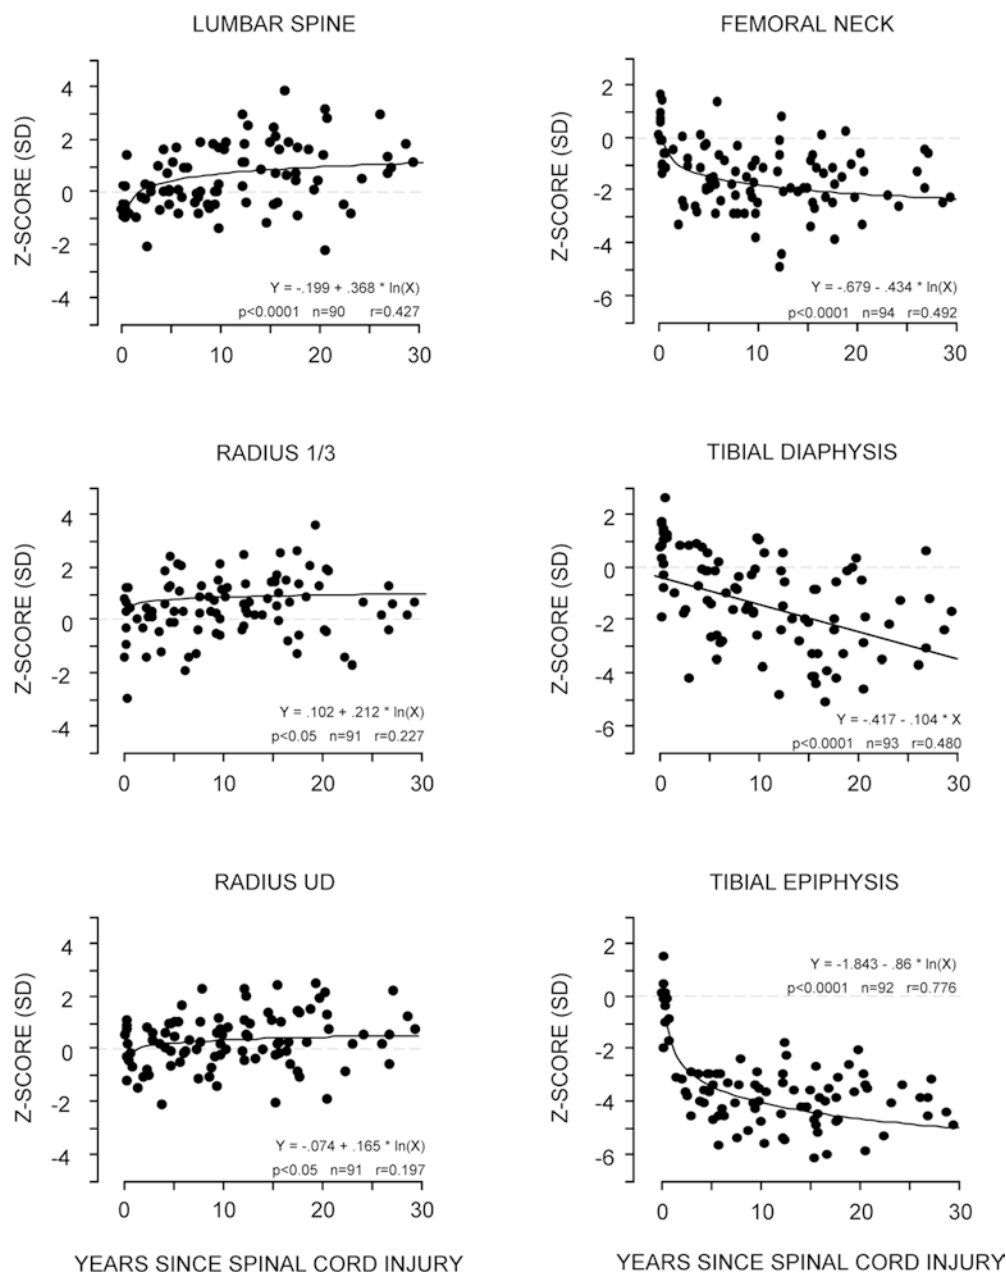 LUMBAR SPINE
Z-SCORE (SD)
4
2
0
-2
-4
Y = -.199 + .368 * ln(X)
p<0.0001 n=90 r=0.427
0 10 20 30
FEMORAL NECK
Z-SCORE (SD)
2
0
-2
-4
-6
Y = -.679 - .434 * ln(X)
p<0.0001 n=94 r=0.492
0 10 20 30
RADIUS 1/3
Z-SCORE (SD)
4
2
0
-2
-4
Y = .102 + .212 * ln(X)
p<0.05 n=91 r=0.227
0 10 20 30
TIBIAL DIAPHYSIS
Z-SCORE (SD)
2
0
-2
-4
-6
Y = -.417 - .104 * X
p<0.0001 n=93 r=0.480
0 10 20 30
RADIUS UD
Z-SCORE (SD)
4
2
0
-2
-4
Y = -.074 + .165 * ln(X)
p<0.05 n=91 r=0.197
0 10 20 30
YEARS SINCE SPINAL CORD INJURY
TIBIAL EPIPHYSIS
Z-SCORE (SD)
2
0
-2
-4
-6
Y = -1.843 - .86 * ln(X)
p<0.0001 n=92 r=0.776
0 10 20 30
YEARS SINCE SPINAL CORD INJURY